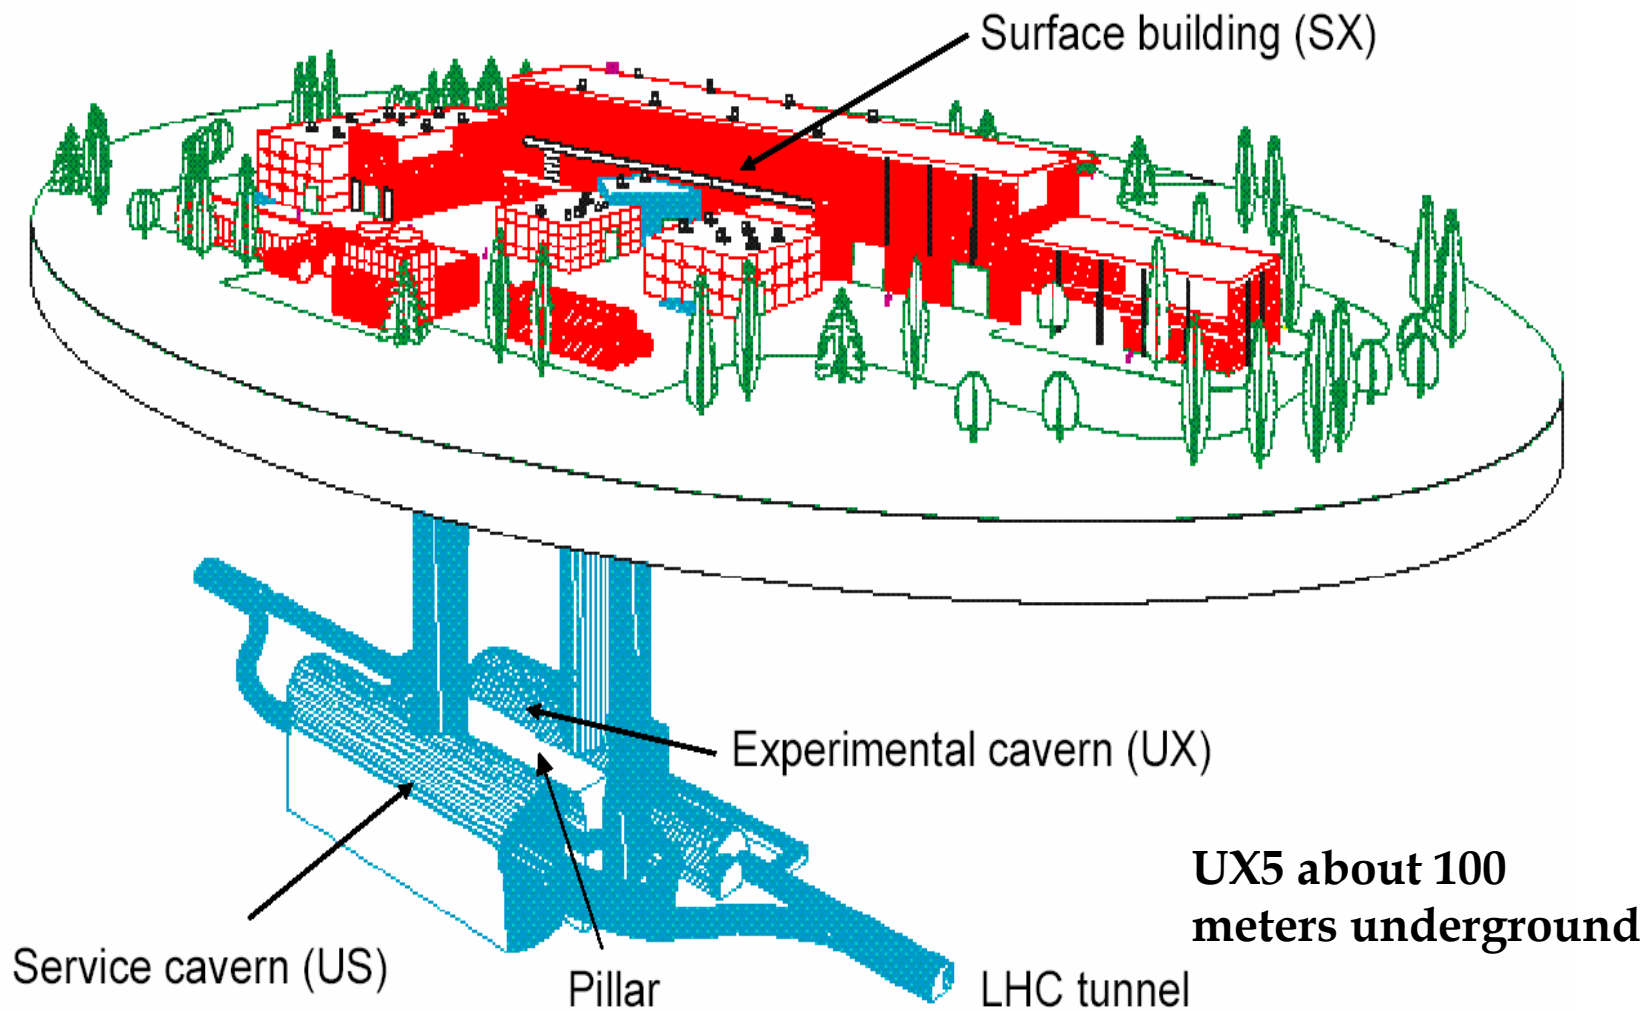 Surface building (SX)
Experimental cavern (UX)
UX5 about 100
meters underground
Service cavern (US)
Pillar
LHC tunnel